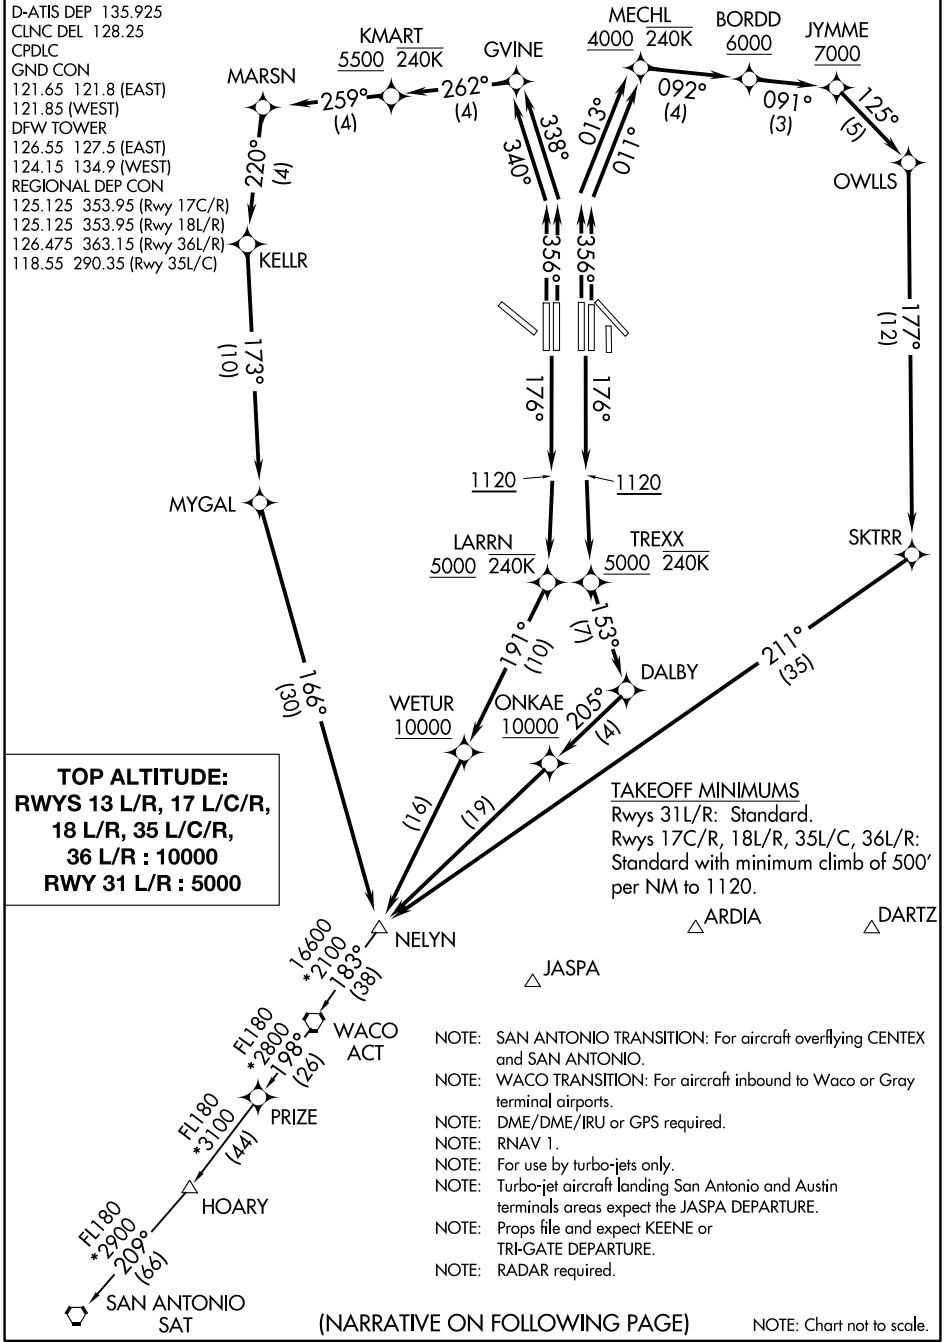 D-ATIS DEP 135.925
CLNC DEL 128.25
CPDLC
GND CON
121.65 121.8 (EAST)
121.85 (WEST)
DFW TOWER
126.55 127.5 (EAST)
124.15 134.9 (WEST)
REGIONAL DEP CON
125.125 353.95 (Rwy 17C/R)
125.125 353.95 (Rwy 18L/R)
126.475 363.15 (Rwy 36L/R)
118.55 290.35 (Rwy 35L/C)
MARSN
KMART
5500 240K
GVINE
MECHL
4000 240K
BORDD
6000
JYMME
7000
OWLLS
259°
(4)
262°
(4)
220°
(4)
KELLR
340°
338°
013°
011°
092°
(4)
091°
(3)
125°
(5)
356°
356°
173°
(10)
177°
(12)
176°
176°
MYGAL
1120
1120
LARRN
5000 240K
TREXX
5000 240K
SKTRR
191°
(10)
153°
(7)
DALBY
211°
(35)
166°
(30)
WETUR
10000
ONKAE
10000
205°
(4)
(16)
(19)
TOP ALTITUDE:
RWYS 13 L/R, 17 L/C/R,
18 L/R, 35 L/C/R,
36 L/R : 10000
RWY 31 L/R : 5000
TAKEOFF MINIMUMS
Rwys 31L/R: Standard.
Rwys 17C/R, 18L/R, 35L/C, 36L/R:
Standard with minimum climb of 500'
per NM to 1120.
ARDIA
DARTZ
NELYN
JASPA
16600
*2100
183°
(38)
WACO
ACT
FL180
*2800
198°
(26)
PRIZE
FL180
*3100
(44)
HOARY
FL180
*2900
209°
(66)
SAN ANTONIO
SAT
NOTE: SAN ANTONIO TRANSITION: For aircraft overflying CENTEX
and SAN ANTONIO.
NOTE: WACO TRANSITION: For aircraft inbound to Waco or Gray
terminal airports.
NOTE: DME/DME/IRU or GPS required.
NOTE: RNAV 1.
NOTE: For use by turbo-jets only.
NOTE: Turbo-jet aircraft landing San Antonio and Austin
terminals areas expect the JASPA DEPARTURE.
NOTE: Props file and expect KEENE or
TRI-GATE DEPARTURE.
NOTE: RADAR required.
(NARRATIVE ON FOLLOWING PAGE)
NOTE: Chart not to scale.